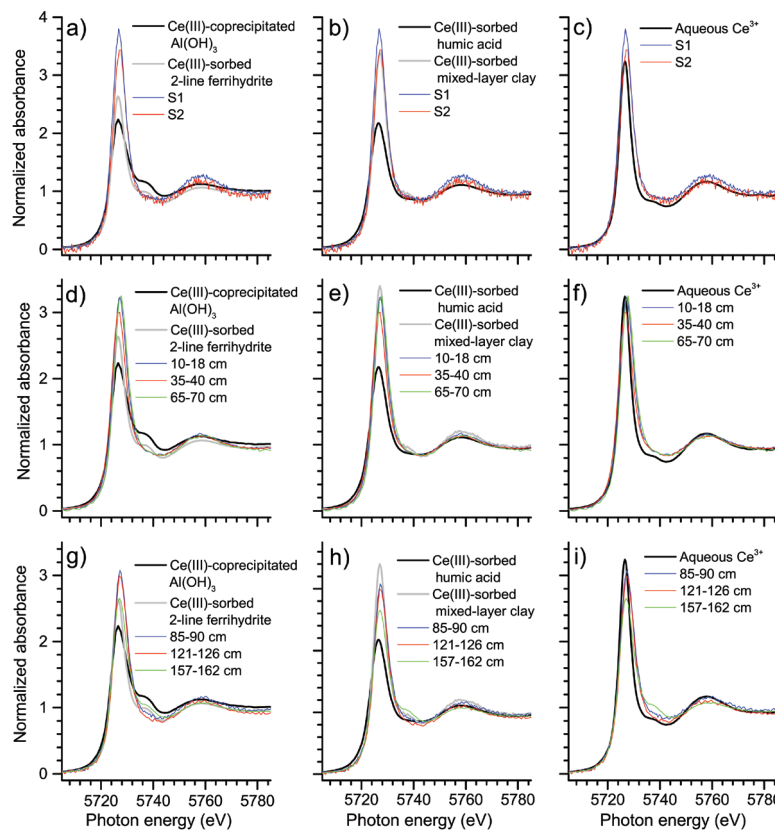 a)
Ce(III)-coprecipitated
Al(OH)₃
Ce(III)-sorbed
2-line ferrihydrite
S1
S2
b)
Ce(III)-sorbed
humic acid
Ce(III)-sorbed
mixed-layer clay
S1
S2
c)
Aqueous Ce³⁺
S1
S2
Normalized absorbance
4
3
2
1
0
d)
Ce(III)-coprecipitated
Al(OH)₃
Ce(III)-sorbed
2-line ferrihydrite
10-18 cm
35-40 cm
65-70 cm
e)
Ce(III)-sorbed
humic acid
Ce(III)-sorbed
mixed-layer clay
10-18 cm
35-40 cm
65-70 cm
f)
Aqueous Ce³⁺
10-18 cm
35-40 cm
65-70 cm
Normalized absorbance
3
2
1
0
g)
Ce(III)-coprecipitated
Al(OH)₃
Ce(III)-sorbed
2-line ferrihydrite
85-90 cm
121-126 cm
157-162 cm
h)
Ce(III)-sorbed
humic acid
Ce(III)-sorbed
mixed-layer clay
85-90 cm
121-126 cm
157-162 cm
i)
Aqueous Ce³⁺
85-90 cm
121-126 cm
157-162 cm
Normalized absorbance
3
2
1
0
5720 5740 5760 5780
5720 5740 5760 5780
5720 5740 5760 5780
Photon energy (eV)
Photon energy (eV)
Photon energy (eV)